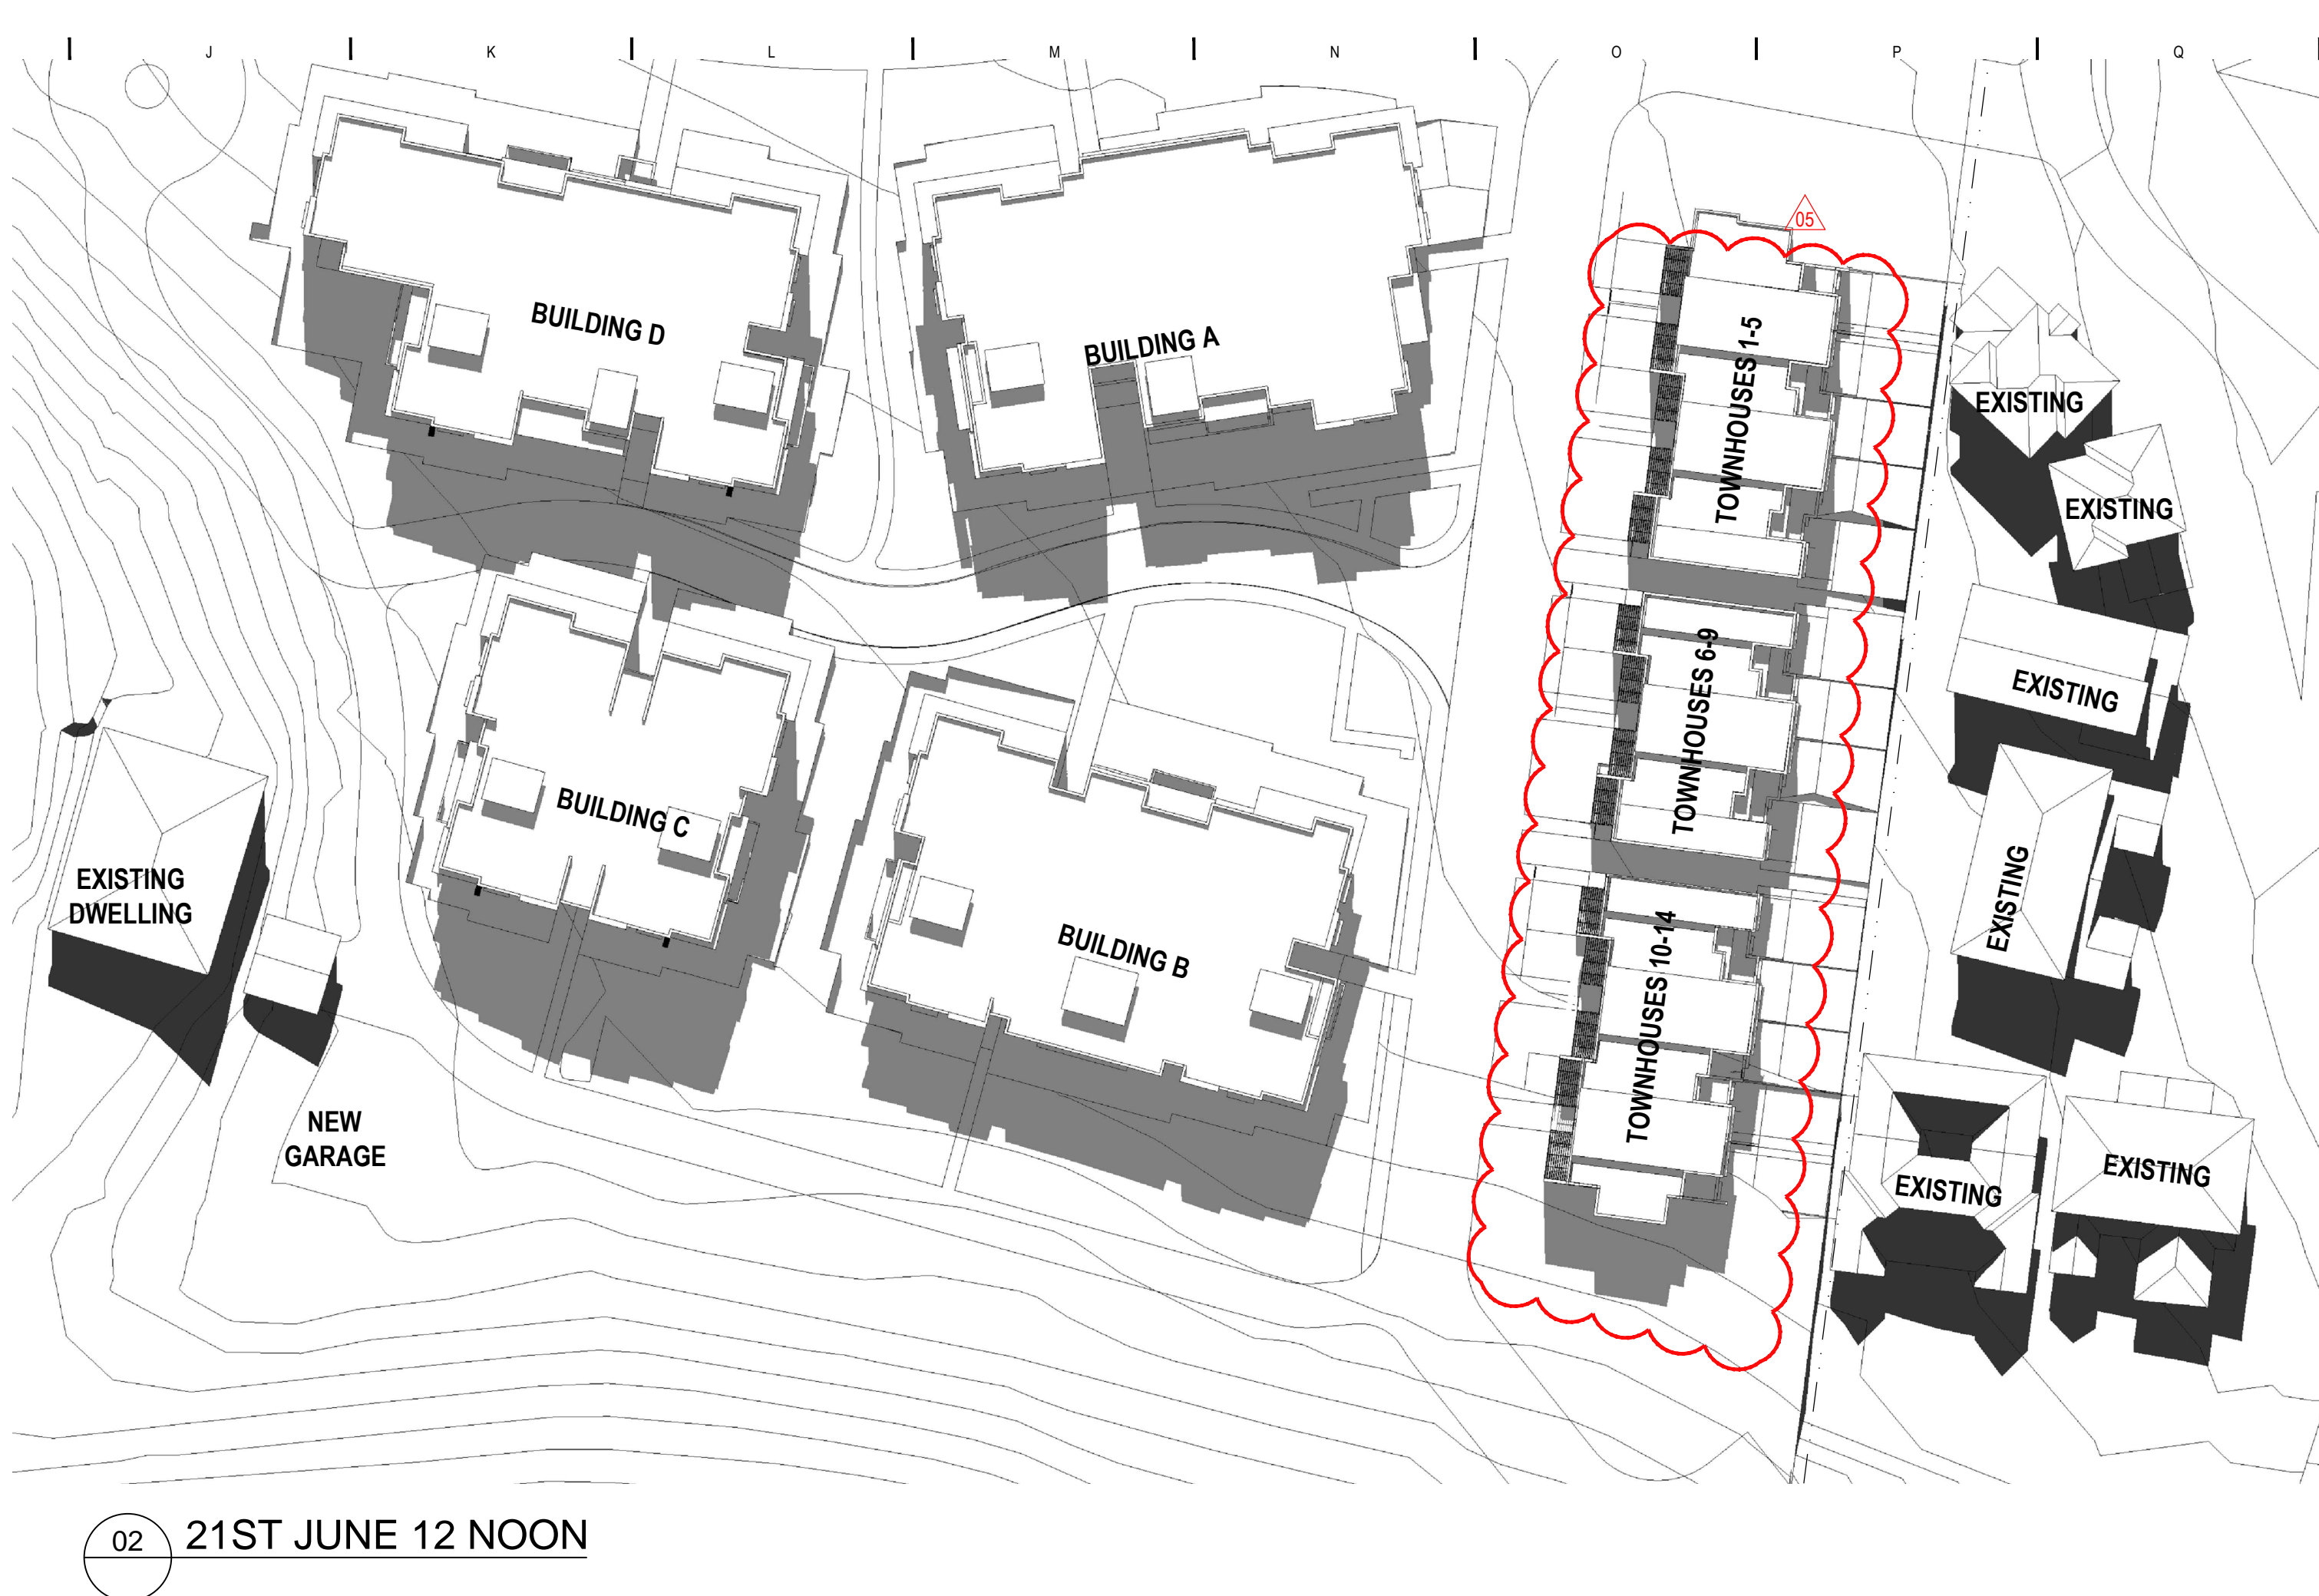 J K L M N O P Q
05
BUILDING D
BUILDING A
TOWNHOUSES 1-5
EXISTING
EXISTING
TOWNHOUSES 6-9
EXISTING
BUILDING C
EXISTING
DWELLING
BUILDING B
EXISTING
TOWNHOUSES 10-14
NEW
GARAGE
EXISTING
EXISTING
02 21ST JUNE 12 NOON